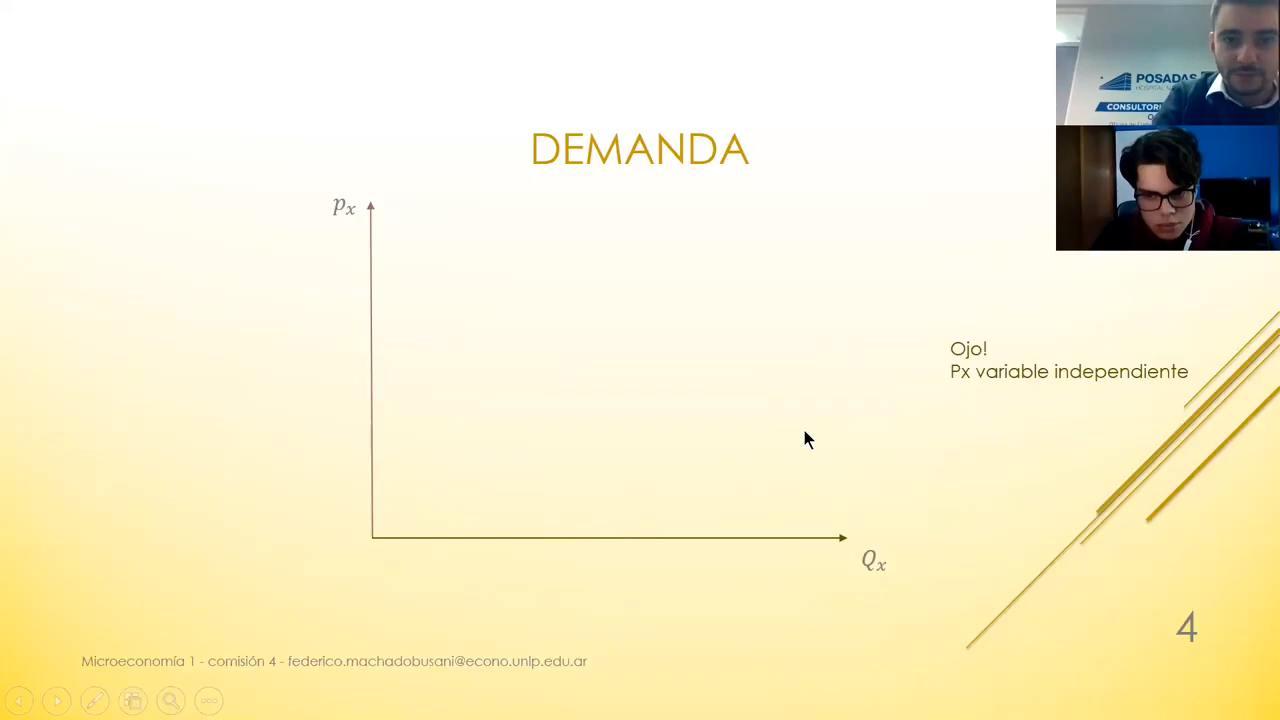 POSADAS
CONSULTORI
DEMANDA
px
Ojo!
Px variable independiente
Qx
4
Microeconomía 1 - comisión 4 - federico.machadobusani@econo.unlp.edu.ar